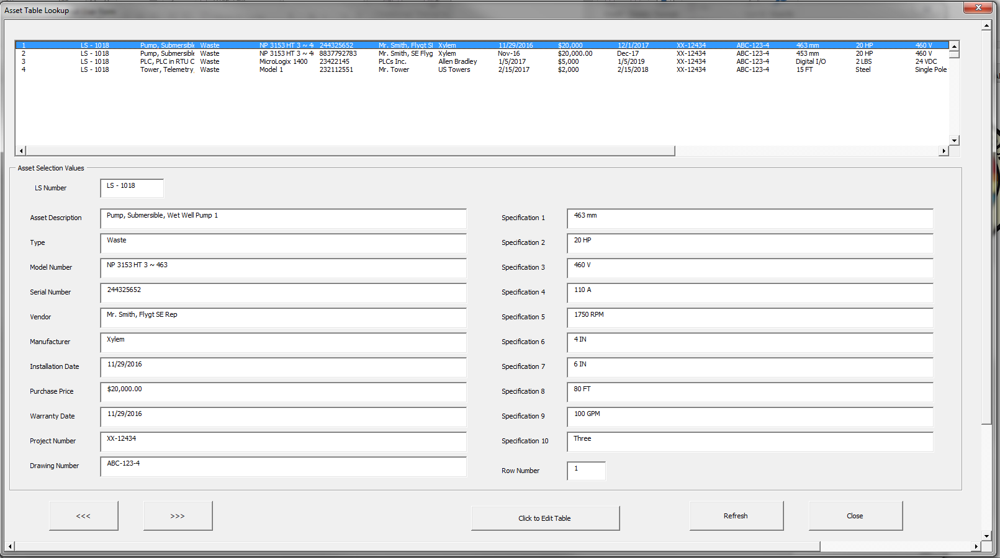 Asset Table Lookup
1 LS - 1018 Pump, Submersible Waste NP 3153 HT 3 ~ 4 244325652 Mr. Smith, Flygt S Xylem 11/29/2016 $20,000 12/1/2017 XX-12434 ABC-123-4 463 mm 20 HP 460 V
2 LS - 1018 Pump, Submersible Waste NP 3153 HT 3 ~ 4 8837792783 Mr. Smith, SE Flyg Xylem Nov-16 $20,000.00 Dec-17 XX-12434 ABC-123-4 453 mm 20 HP 460 V
3 LS - 1018 PLC, PLC in RTU C Waste MicroLogix 1400 23422145 PLCs Inc. Allen Bradley 1/5/2017 $5,000 1/5/2019 XX-12434 ABC-123-4 Digital I/O 2 LBS 24 VDC
4 LS - 1018 Tower, Telemetry, Waste Model 1 232112551 Mr. Tower US Towers 2/15/2017 $2,000 2/15/2018 XX-12434 ABC-123-4 15 FT Steel Single Pole
Asset Selection Values
LS Number LS - 1018
Asset Description Pump, Submersible, Wet Well Pump 1 Specification 1 463 mm
Type Waste Specification 2 20 HP
Model Number NP 3153 HT 3 ~ 463 Specification 3 460 V
Serial Number 244325652 Specification 4 110 A
Vendor Mr. Smith, Flygt SE Rep Specification 5 1750 RPM
Manufacturer Xylem Specification 6 4 IN
Installation Date 11/29/2016 Specification 7 6 IN
Purchase Price $20,000.00 Specification 8 80 FT
Warranty Date 11/29/2016 Specification 9 100 GPM
Project Number XX-12434 Specification 10 Three
Drawing Number ABC-123-4 Row Number 1
<<< >>> Click to Edit Table Refresh Close